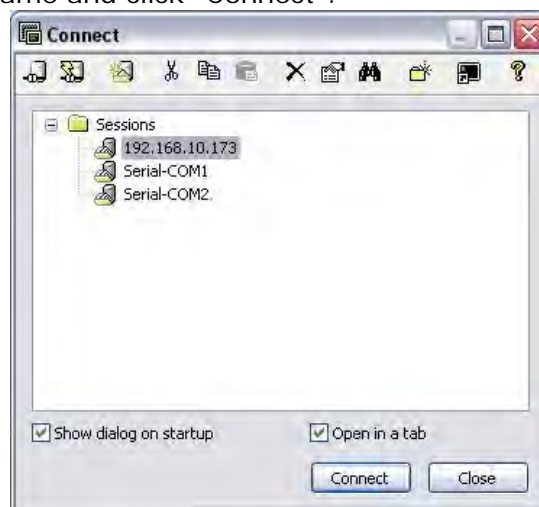 Connect
Sessions
192.168.10.173
Serial-COM1
Serial-COM2
Show dialog on startup Open in a tab
Connect Close